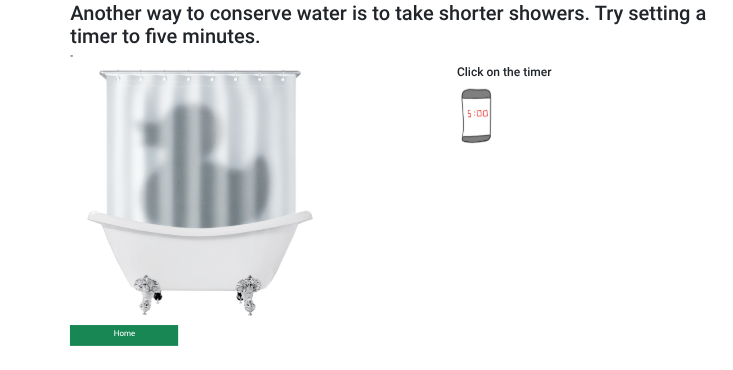 Another way to conserve water is to take shorter showers. Try setting a
timer to five minutes.
Click on the timer
5:00
Home